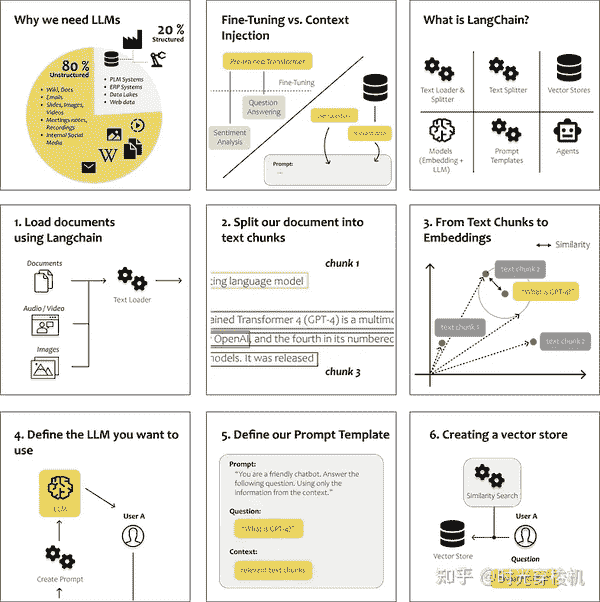 Why we need LLMs
20 %
Structured
80 %
Unstructured
• Wiki, Docs
• Emails
• Slides, Images,
Videos
• Meetings notes,
Recordings
• Internal Social
Media
• PLM Systems
• ERP Systems
• Data Lakes
• Web data
W
Fine-Tuning vs. Context
Injection
Pre-trained Transformer
Fine-Tuning
Question
Answering
Sentiment
Analysis
Prompt:
...
What is LangChain?
Text Loader &
Splitter
Text Splitter
Vector Stores
Models
(Embedding +
LLM)
Prompt
Templates
Agents
1. Load documents
using Langchain
Documents
Audio / Video
Images
Text Loader
2. Split our document into
text chunks
chunk 1
ting language model
ained Transformer 4 (GPT-4) is a multimo
OpenAI, and the fourth in its numbered
models. It was released
chunk 3
3. From Text Chunks to
Embeddings
Similarity
text chunk 3
"What is GPT-4?"
text chunk 1
text chunk 2
4. Define the LLM you want to
use
LLM
User A
Create Prompt
5. Define our Prompt Template
Prompt:
"You are a friendly chatbot. Answer the
following question. Using only the
information from the context."
Question:
"What is GPT-4?"
Context:
relevant text chunks
6. Creating a vector store
Similarity Search
User A
Vector Store
Question
知乎 @时光穿梭机